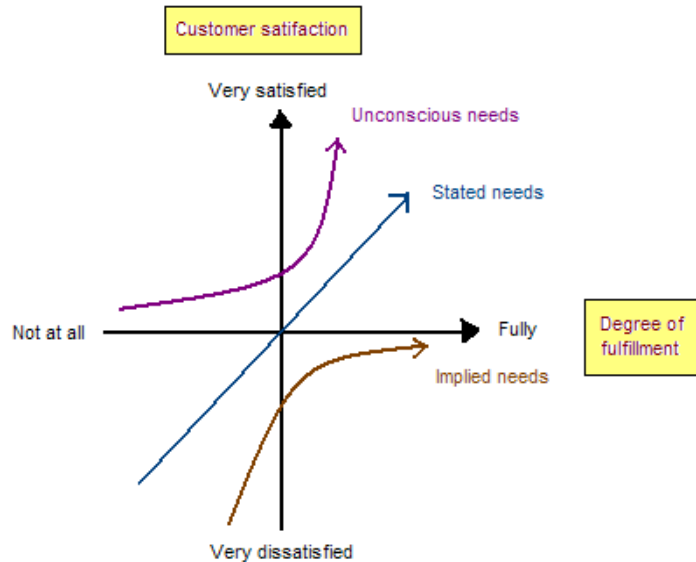 Customer satifaction
Very satisfied
Unconscious needs
Stated needs
Not at all
Fully
Degree of
fulfillment
Implied needs
Very dissatisfied